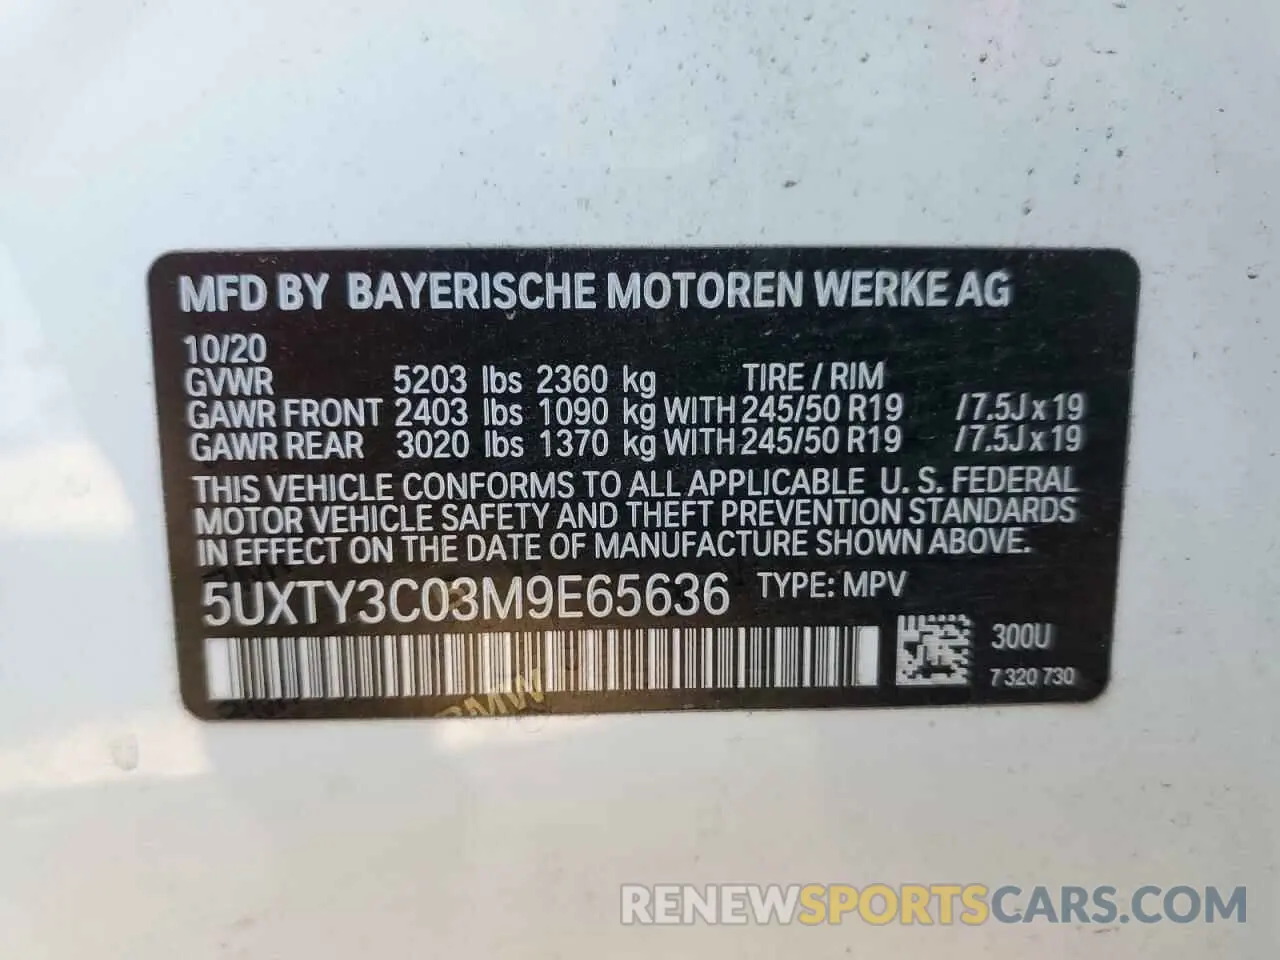 MFD BY BAYERISCHE MOTOREN WERKE AG
10/20
GVWR 5203 lbs 2360 kg TIRE / RIM
GAWR FRONT 2403 lbs 1090 kg WITH 245/50 R19 /7.5J x 19
GAWR REAR 3020 lbs 1370 kg WITH 245/50 R19 /7.5J x 19
THIS VEHICLE CONFORMS TO ALL APPLICABLE U. S. FEDERAL
MOTOR VEHICLE SAFETY AND THEFT PREVENTION STANDARDS
IN EFFECT ON THE DATE OF MANUFACTURE SHOWN ABOVE.
5UXTY3C03M9E65636 TYPE: MPV
300U
7 320 730
BMW
RENEWSPORTSCARS.COM